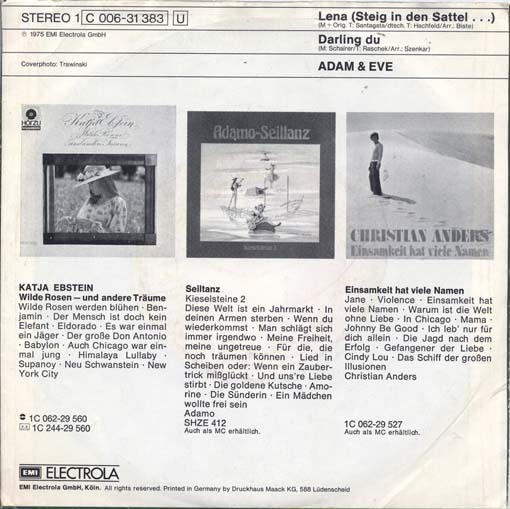 STEREO 1 C 006-31 383 U
℗ 1975 EMI Electrola GmbH
Coverphoto: Trawinski
Lena (Steig in den Sattel . . .)
(M + Orig. T: Santagata/dtsch. T: Hachfeld/Arr.: Biste)
Darling du
(M: Schairer/T: Raschek/Arr.: Szenkar)
ADAM & EVE
HÖRZU
Katja Ebstein
Wilde Rosen
und andere Träume
Adamo-Seiltanz
Kieselsteine 2
CHRISTIAN ANDERS
Einsamkeit hat viele Namen
KATJA EBSTEIN
Wilde Rosen – und andere Träume
Wilde Rosen werden blühen · Ben-
jamin · Der Mensch ist doch kein
Elefant · Eldorado · Es war einmal
ein Jäger · Der große Don Antonio
· Babylon · Auch Chicago war ein-
mal jung · Himalaya Lullaby ·
Supanoy · Neu Schwanstein · New
York City
1C 062-29 560
1C 244-29 560
Seiltanz
Kieselsteine 2
Diese Welt ist ein Jahrmarkt · In
deinen Armen sterben · Wenn du
wiederkommst · Man schlägt sich
immer irgendwo · Meine Freiheit,
meine ungetreue · Für die, die
noch träumen können · Lied in
Scheiben oder: Wenn ein Zauber-
trick mißglückt · Und uns're Liebe
stirbt · Die goldene Kutsche · Amo-
rine · Die Sünderin · Ein Mädchen
wollte frei sein
Adamo
SHZE 412
Auch als MC erhältlich.
Einsamkeit hat viele Namen
Jane · Violence · Einsamkeit hat
viele Namen · Warum ist die Welt
ohne Liebe · In Chicago · Mama ·
Johnny Be Good · Ich leb' nur für
dich allein · Die Jagd nach dem
Erfolg · Gefangener der Liebe ·
Cindy Lou · Das Schiff der großen
Illusionen
Christian Anders
1C 062-29 527
Auch als MC erhältlich.
EMI ELECTROLA
EMI Electrola GmbH, Köln. All rights reserved. Printed in Germany by Druckhaus Maack KG, 588 Lüdenscheid